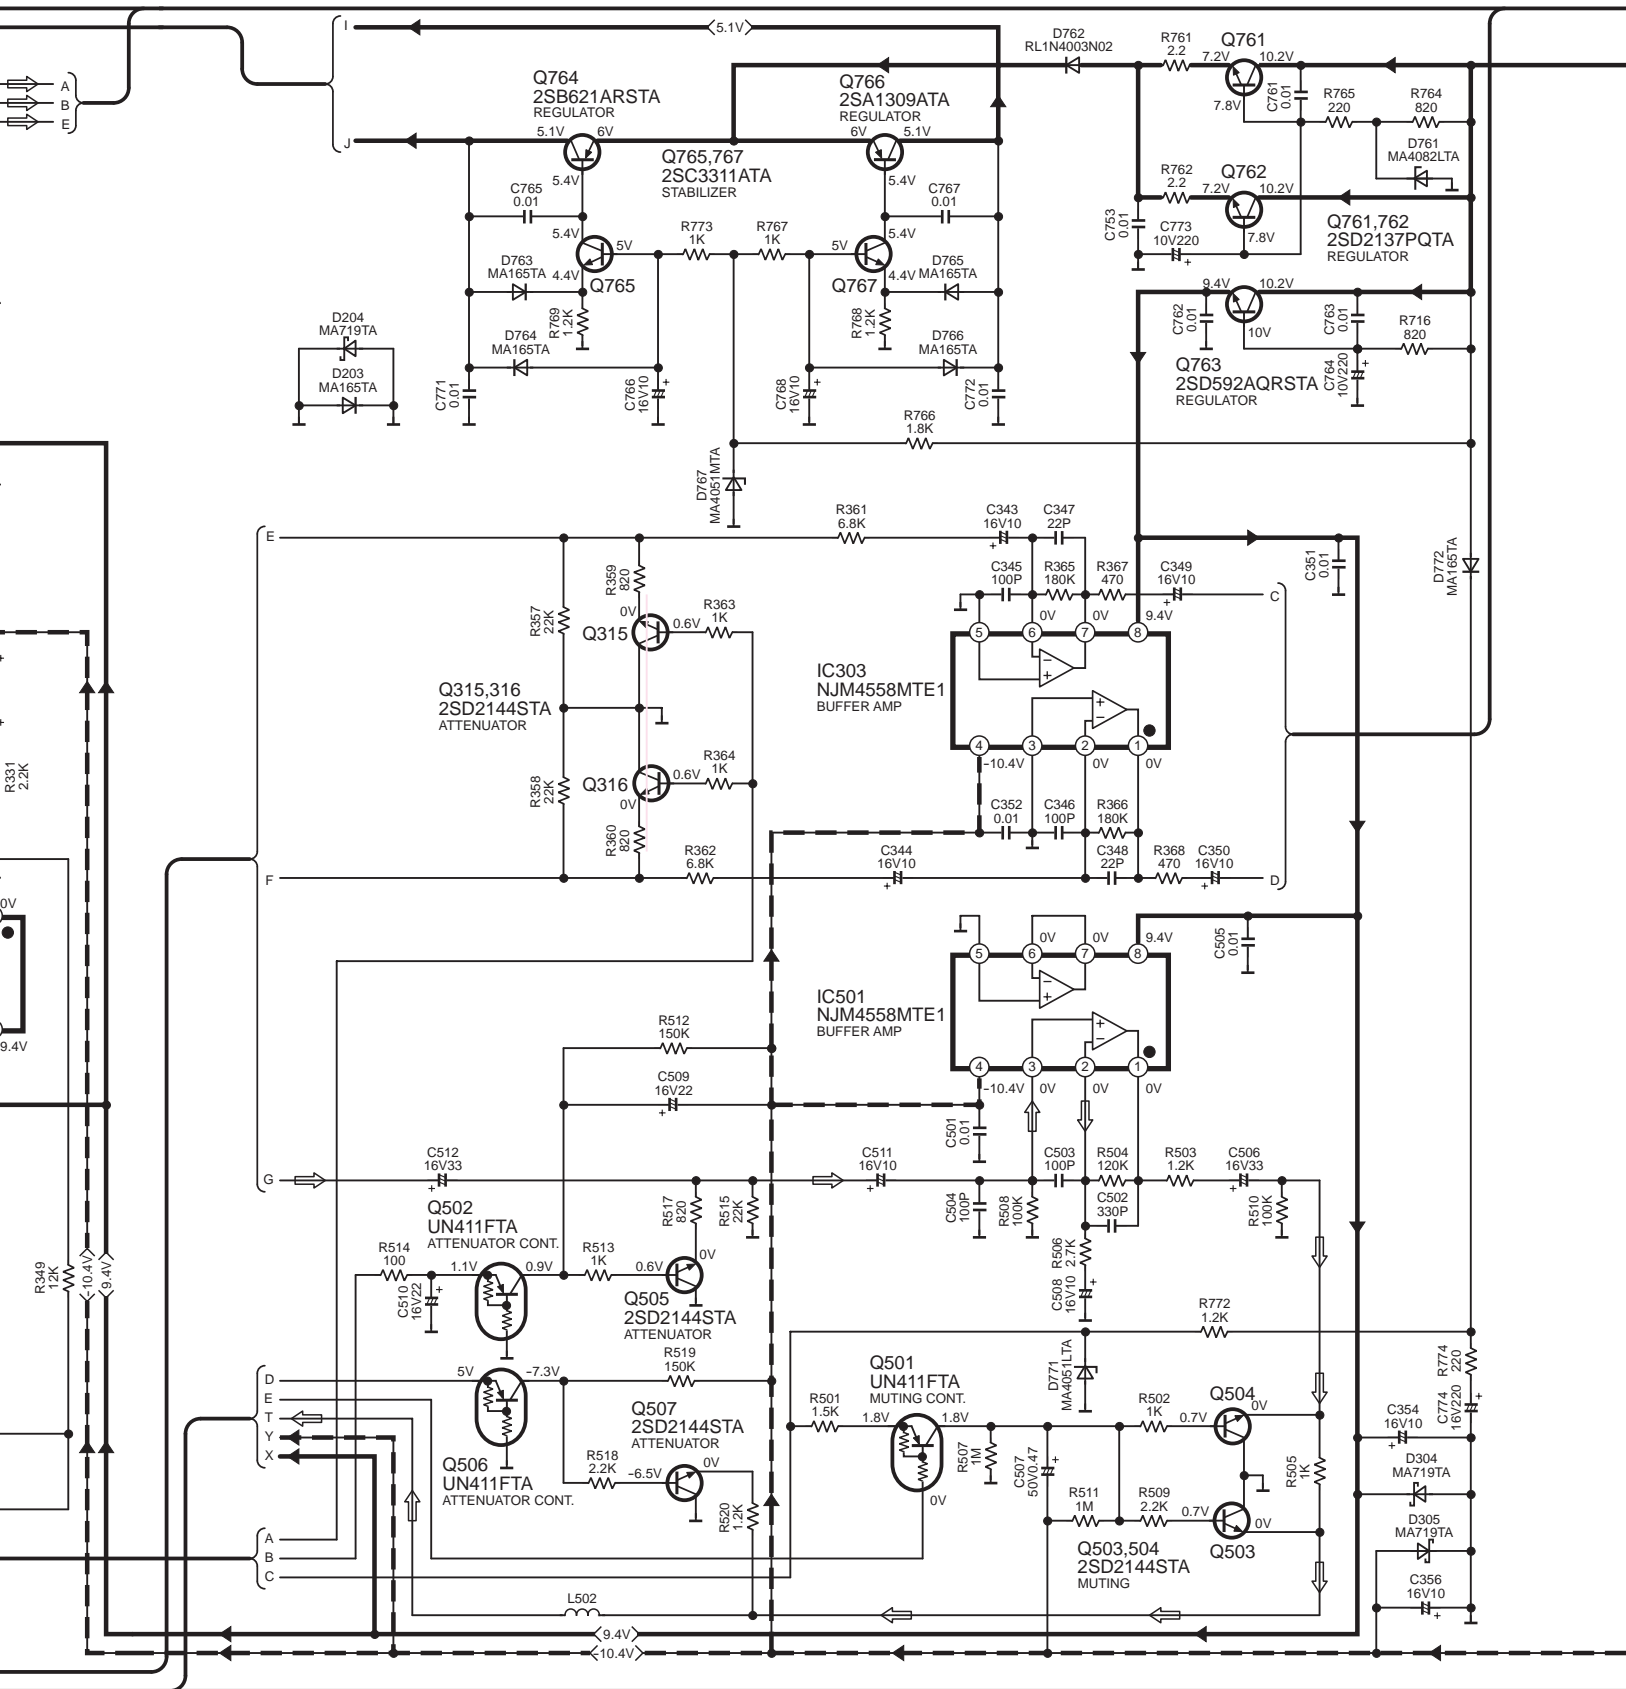 I
5.1V
A
B
E
J
Q764
2SB621ARSTA
REGULATOR
5.1V
6V
5.4V
Q766
2SA1309ATA
REGULATOR
6V
5.1V
5.4V
Q765,767
2SC3311ATA
STABILIZER
C765
0.01
C767
0.01
5.4V
5V
4.4V
Q765
R773
1K
R767
1K
5V
5.4V
4.4V
Q767
D763
MA165TA
D765
MA165TA
R769
1.2K
R768
1.2K
D764
MA165TA
D766
MA165TA
C771
0.01
C766
16V10
+
C768
16V10
+
C772
0.01
D204
MA719TA
D203
MA165TA
D762
RL1N4003N02
R761
2.2
Q761
7.2V
10.2V
7.8V
C761
0.01
R765
220
R764
820
D761
MA4082LTA
R762
2.2
Q762
7.2V
10.2V
7.8V
C753
0.01
C773
10V220
+
Q761,762
2SD2137PQTA
REGULATOR
9.4V
10.2V
10V
C762
0.01
C763
0.01
R716
820
C764
10V220
+
Q763
2SD592AQRSTA
REGULATOR
R766
1.8K
D767
MA4051MTA
E
R361
6.8K
C343
16V10
+
C347
22P
C351
0.01
D772
MA165TA
R359
820
R357
22K
0V
Q315
0.6V
R363
1K
C345
100P
R365
180K
R367
470
C349
16V10
+
C
0V
0V
9.4V
5
6
7
8
IC303
NJM4558MTE1
BUFFER AMP
−
+
+
−
4
3
2
1
−10.4V
0V
0V
Q315,316
2SD2144STA
ATTENUATOR
R364
1K
0.6V
Q316
0V
R358
22K
R360
820
R331
2.2K
C352
0.01
C346
100P
R366
180K
C344
16V10
+
C348
22P
R368
470
C350
16V10
+
D
F
R362
6.8K
0V
9.4V
0V
0V
9.4V
5
6
7
8
C505
0.01
IC501
NJM4558MTE1
BUFFER AMP
−
+
+
−
4
3
2
1
−10.4V
0V
0V
0V
R512
150K
C509
16V22
+
C501
0.01
G
C512
16V33
+
C511
16V10
+
C503
100P
R504
120K
R503
1.2K
C506
16V33
+
Q502
UN411FTA
ATTENUATOR CONT.
R517
820
R515
22K
C504
100P
R508
100K
C502
330P
R510
100K
R506
2.7K
C508
16V10
+
R514
100
1.1V
0.9V
R513
1K
0.6V
0V
C510
16V22
+
Q505
2SD2144STA
ATTENUATOR
R349
12K
−10.4V
9.4V
R772
1.2K
R519
150K
D
E
T
Y
X
5V
−7.3V
Q501
UN411FTA
MUTING CONT.
D771
MA4051LTA
R774
220
Q507
2SD2144STA
ATTENUATOR
R501
1.5K
1.8V
1.8V
R502
1K
0.7V
Q504
0V
C774
16V220
+
C354
16V10
+
Q506
UN411FTA
ATTENUATOR CONT.
R518
2.2K
−6.5V
0V
R507
1M
C507
50V0.47
+
R505
1K
D304
MA719TA
0V
R520
1.2K
R511
1M
R509
2.2K
0.7V
0V
Q503
D305
MA719TA
Q503,504
2SD2144STA
MUTING
A
B
C
C356
16V10
+
L502
9.4V
−10.4V